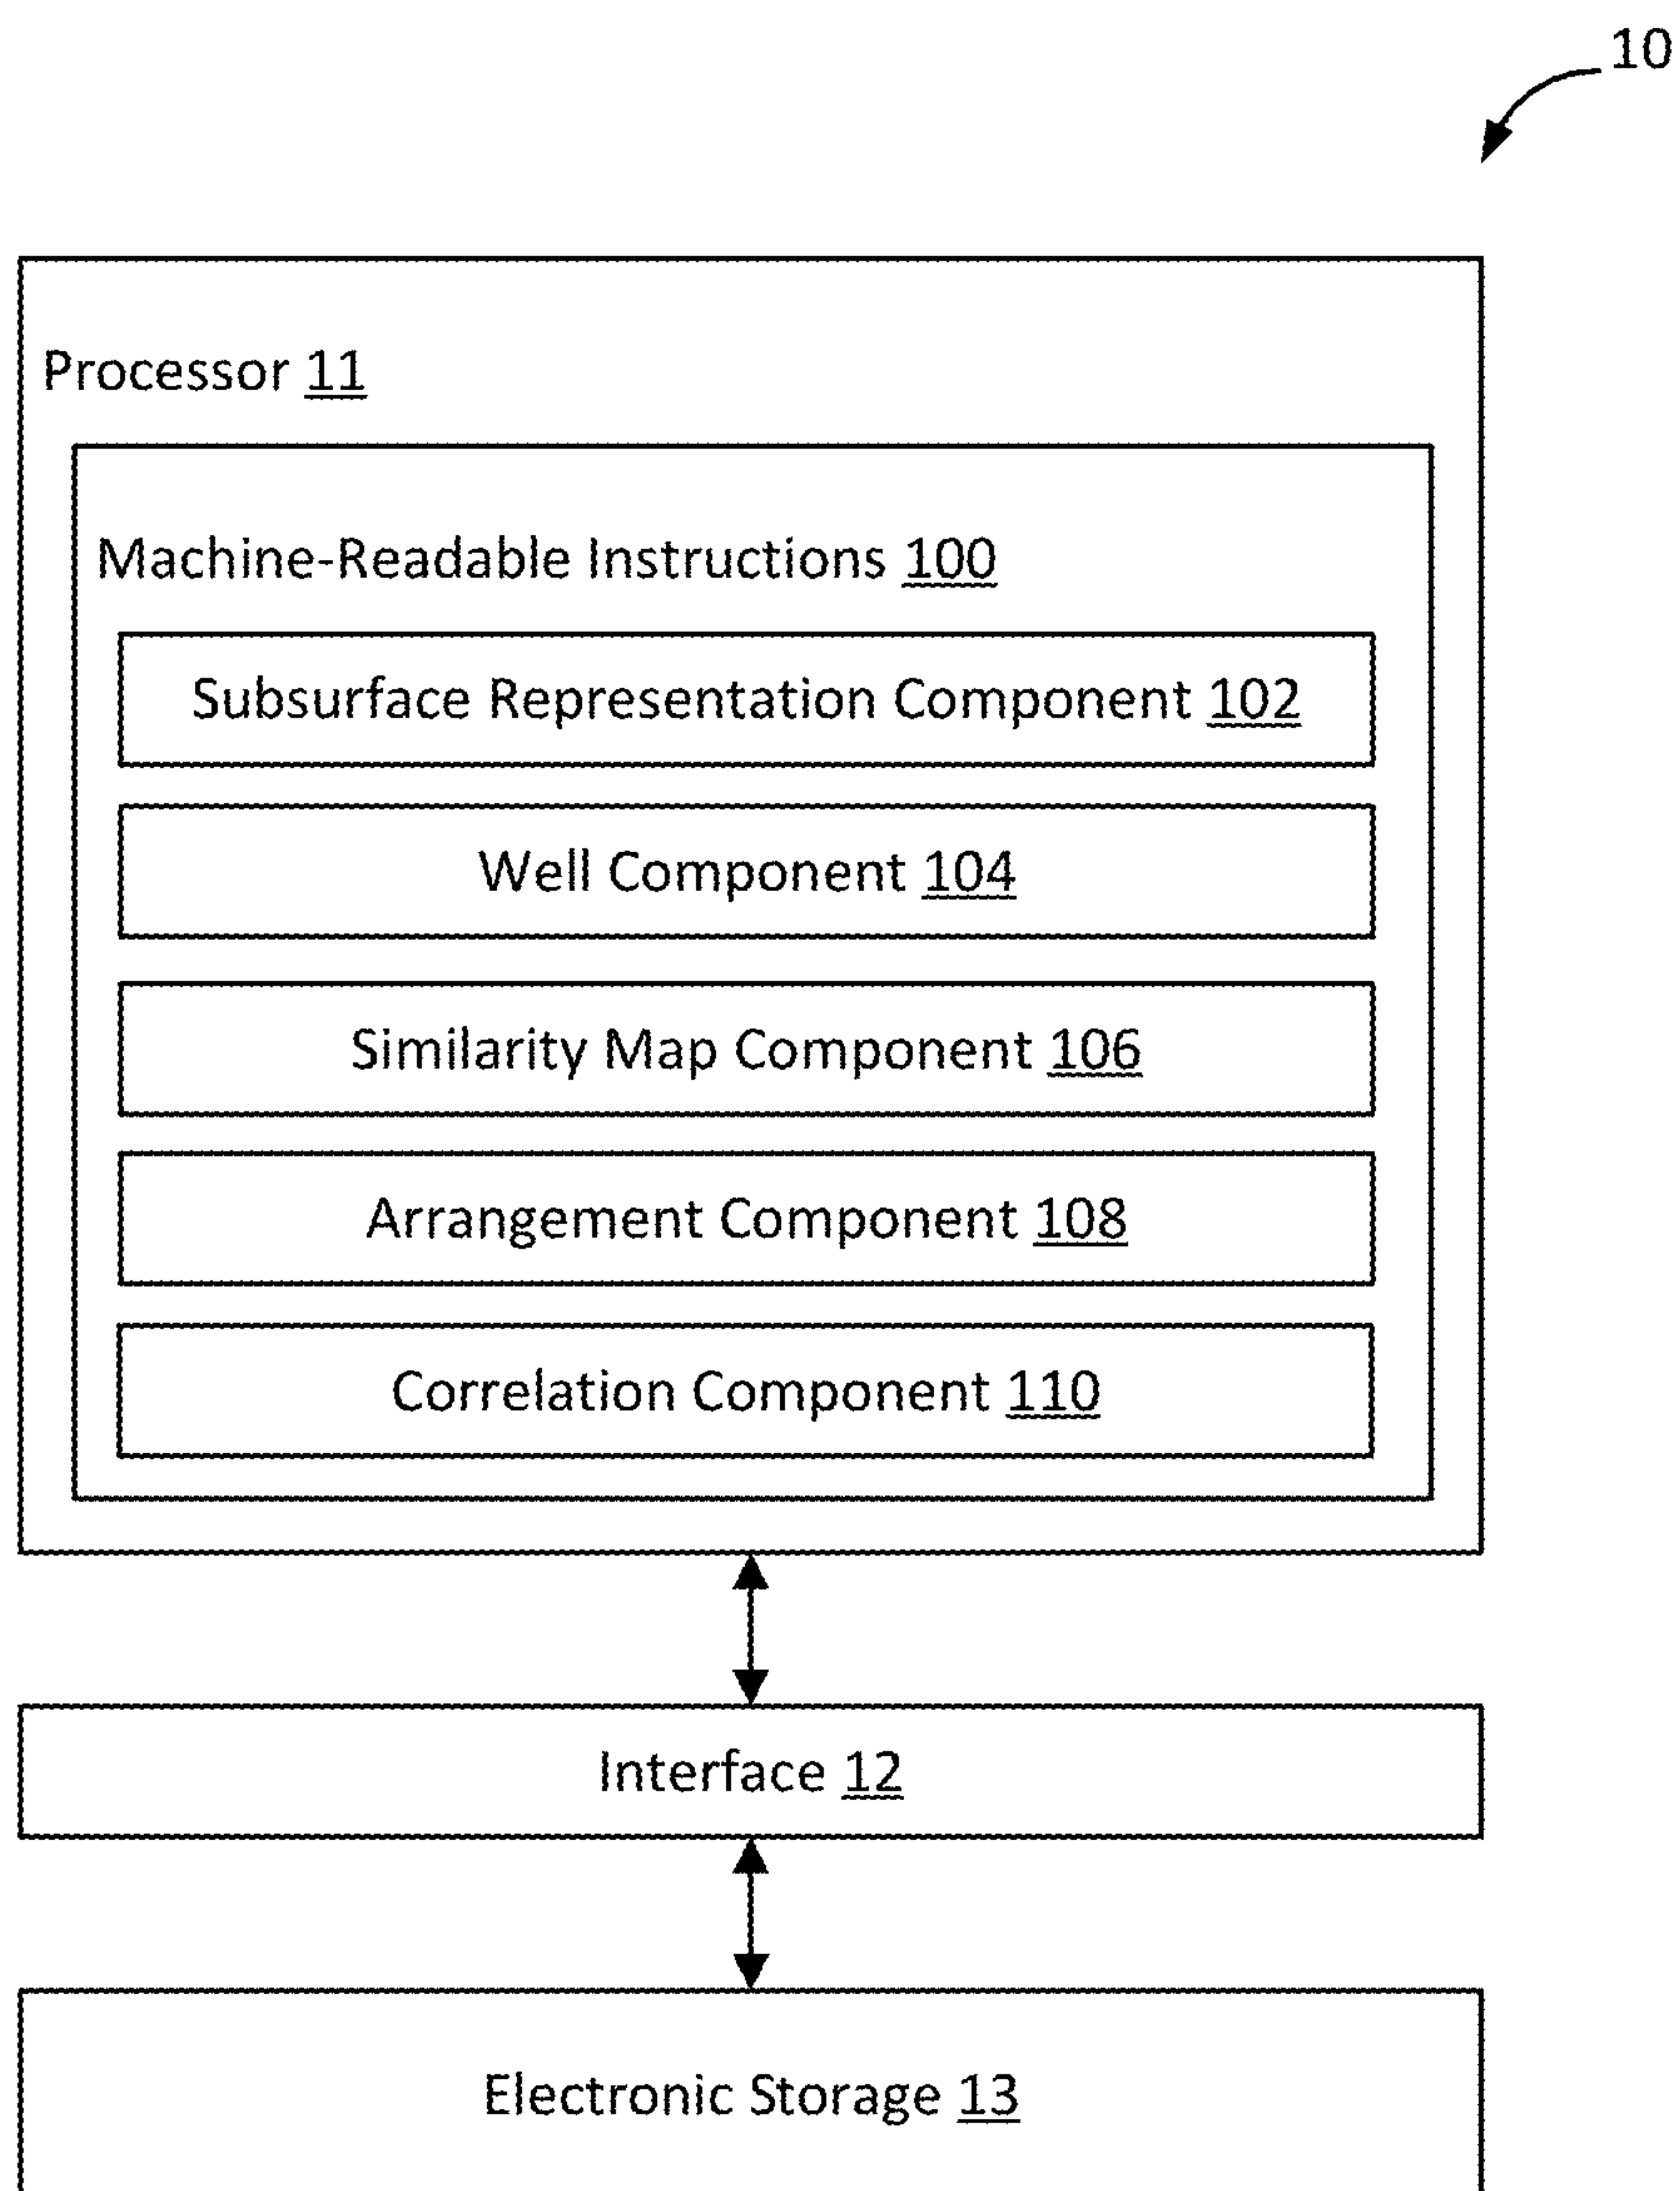 10
Processor 11
Machine-Readable Instructions 100
Subsurface Representation Component 102
Well Component 104
Similarity Map Component 106
Arrangement Component 108
Correlation Component 110
Interface 12
Electronic Storage 13